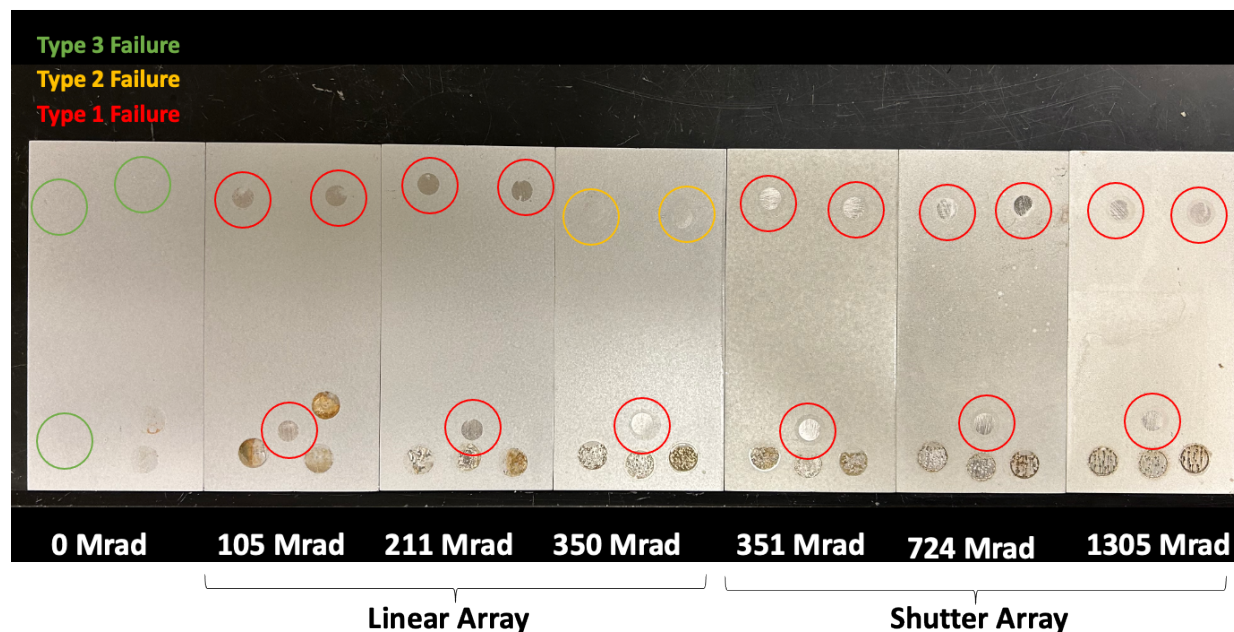 Type 3 Failure
Type 2 Failure
Type 1 Failure
0 Mrad
105 Mrad
211 Mrad
350 Mrad
351 Mrad
724 Mrad
1305 Mrad
Linear Array
Shutter Array